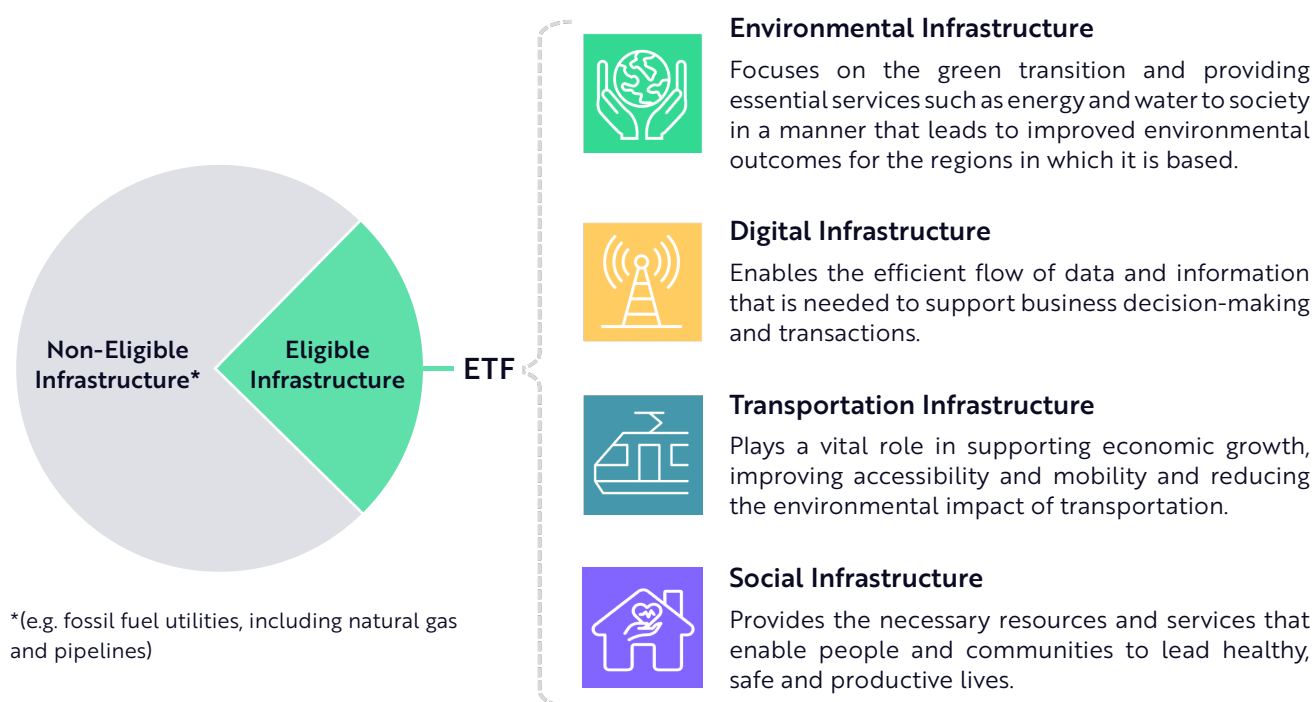 Non-Eligible
Infrastructure*
Eligible
Infrastructure
ETF
*(e.g. fossil fuel utilities, including natural gas
and pipelines)
Environmental Infrastructure
Focuses on the green transition and providing
essential services such as energy and water to society
in a manner that leads to improved environmental
outcomes for the regions in which it is based.
Digital Infrastructure
Enables the efficient flow of data and information
that is needed to support business decision-making
and transactions.
Transportation Infrastructure
Plays a vital role in supporting economic growth,
improving accessibility and mobility and reducing
the environmental impact of transportation.
Social Infrastructure
Provides the necessary resources and services that
enable people and communities to lead healthy,
safe and productive lives.